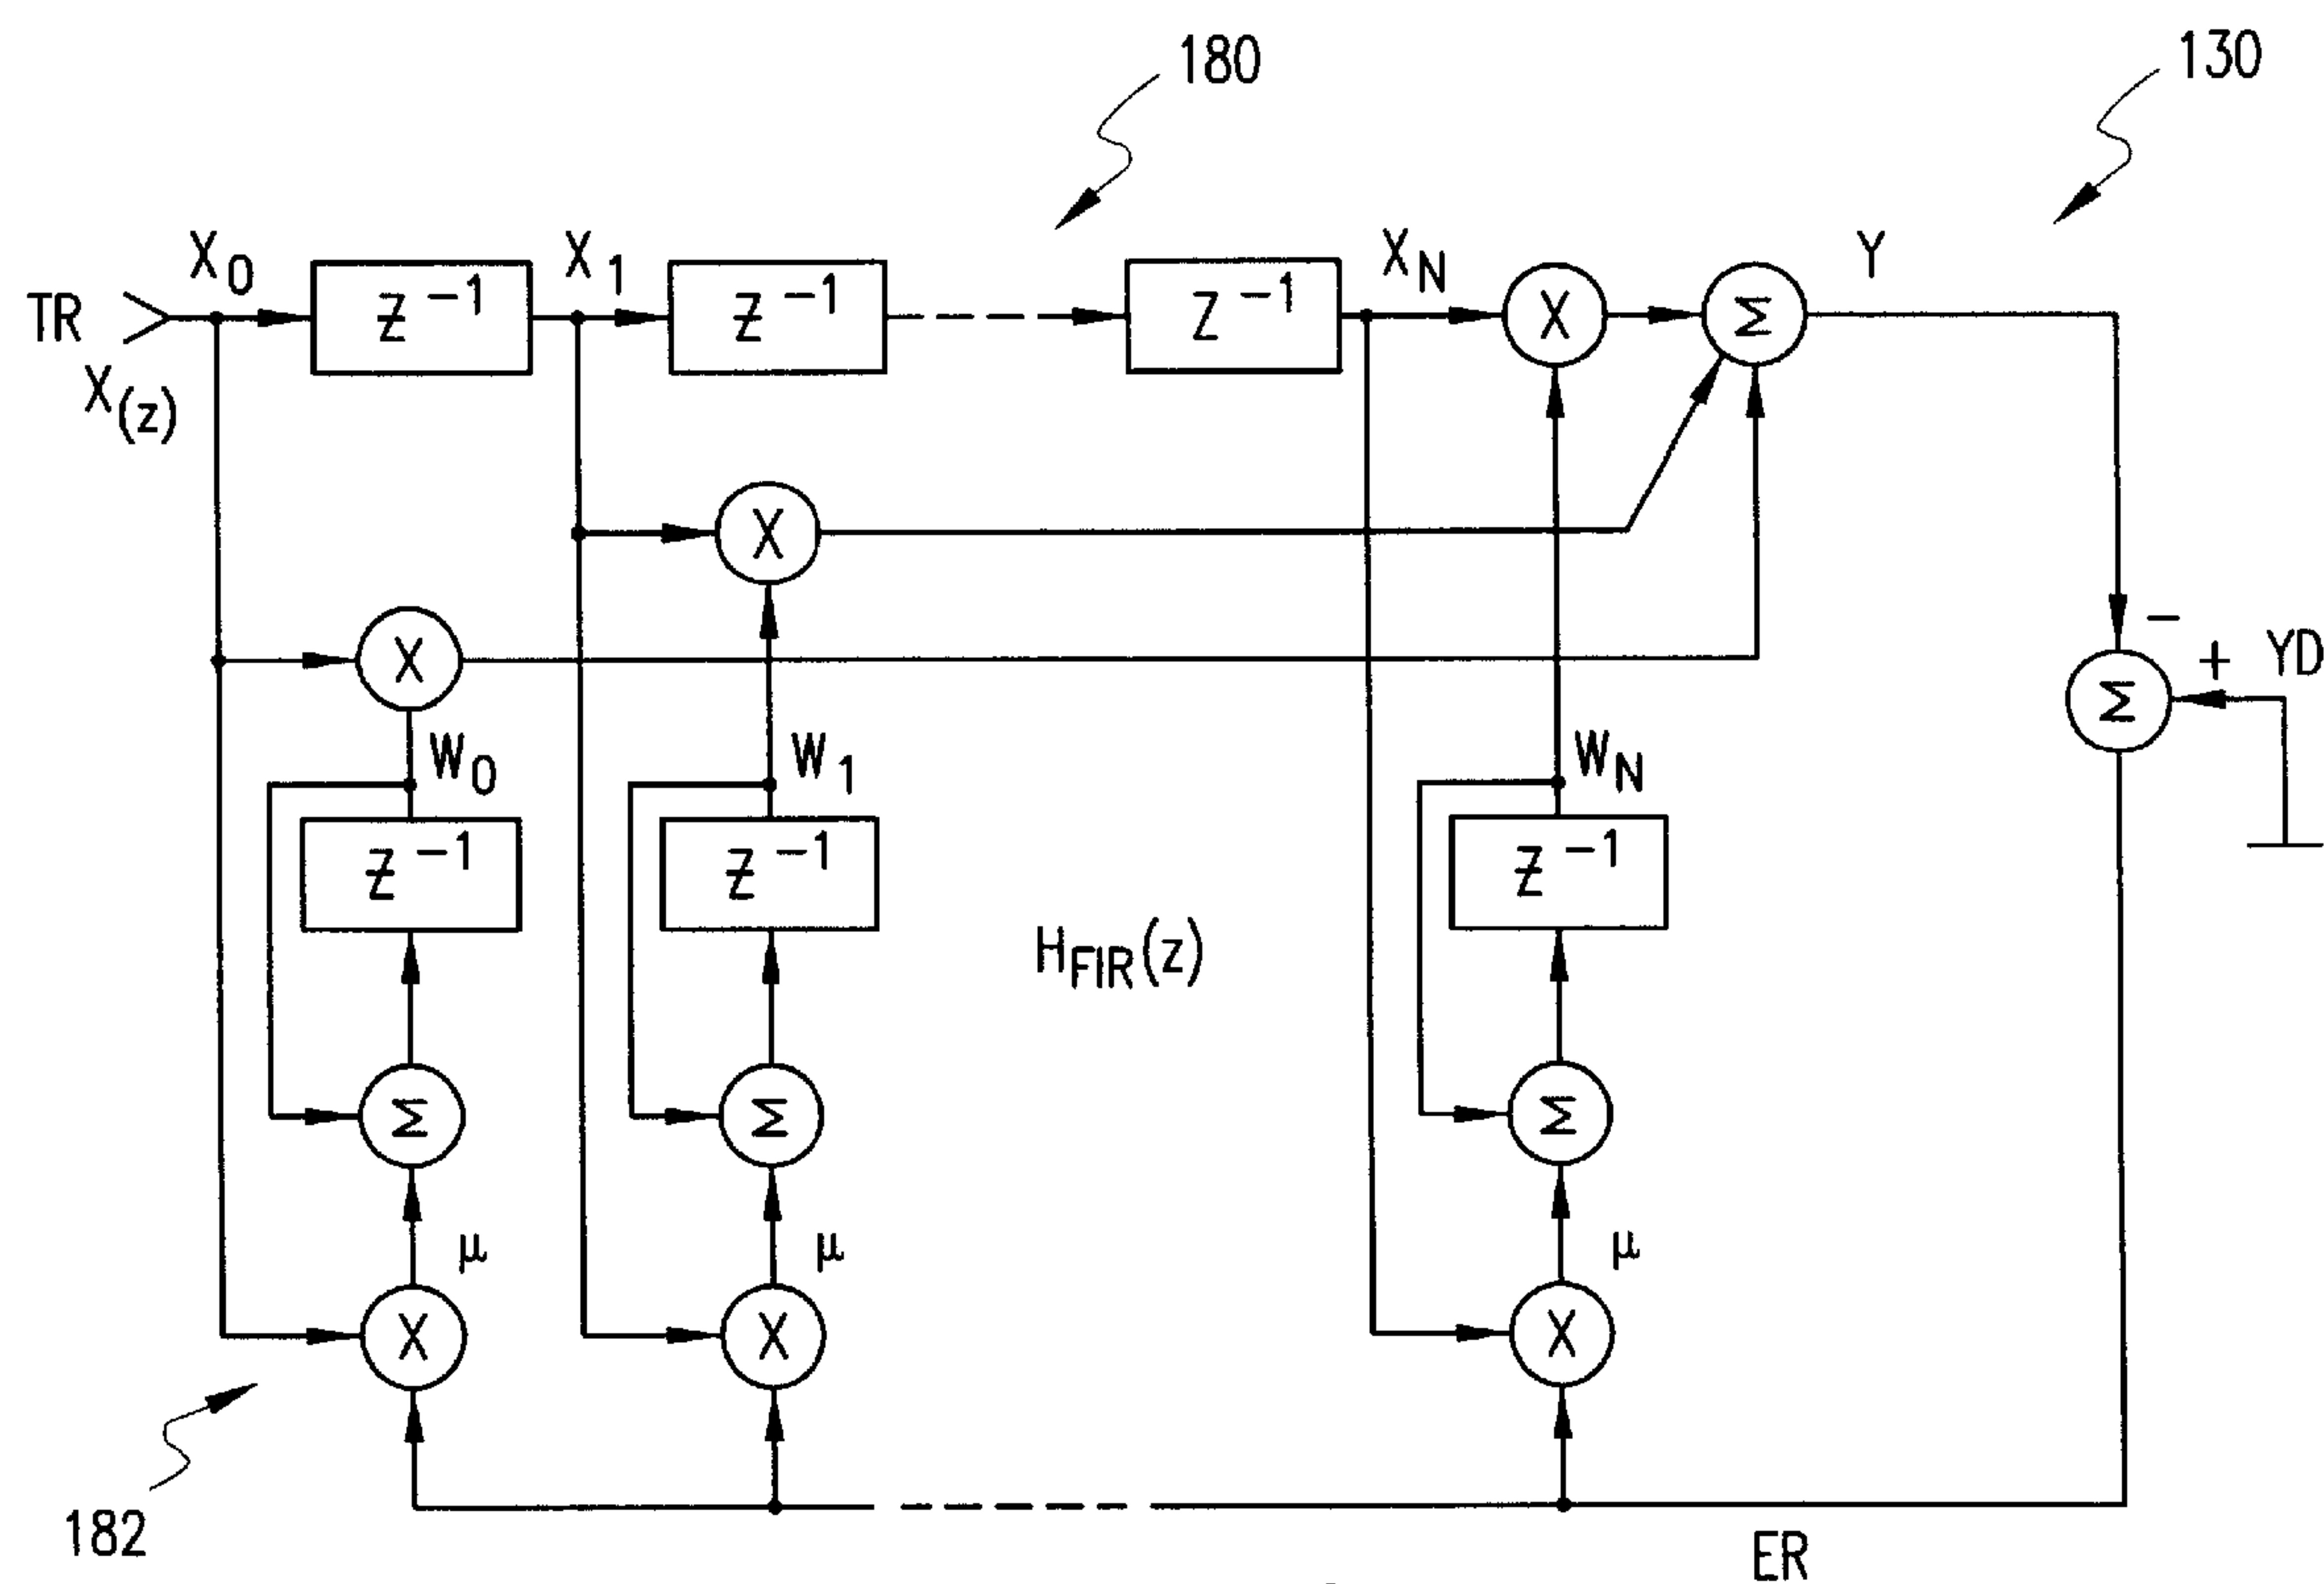 180
130
X0
X1
XN
Y
TR
Z-1
Z-1
Z-1
X
Σ
X(z)
X
−
X
+
YD
Σ
W0
W1
WN
Z-1
Z-1
Z-1
HFIR(z)
Σ
Σ
Σ
μ
μ
μ
X
X
X
182
ER